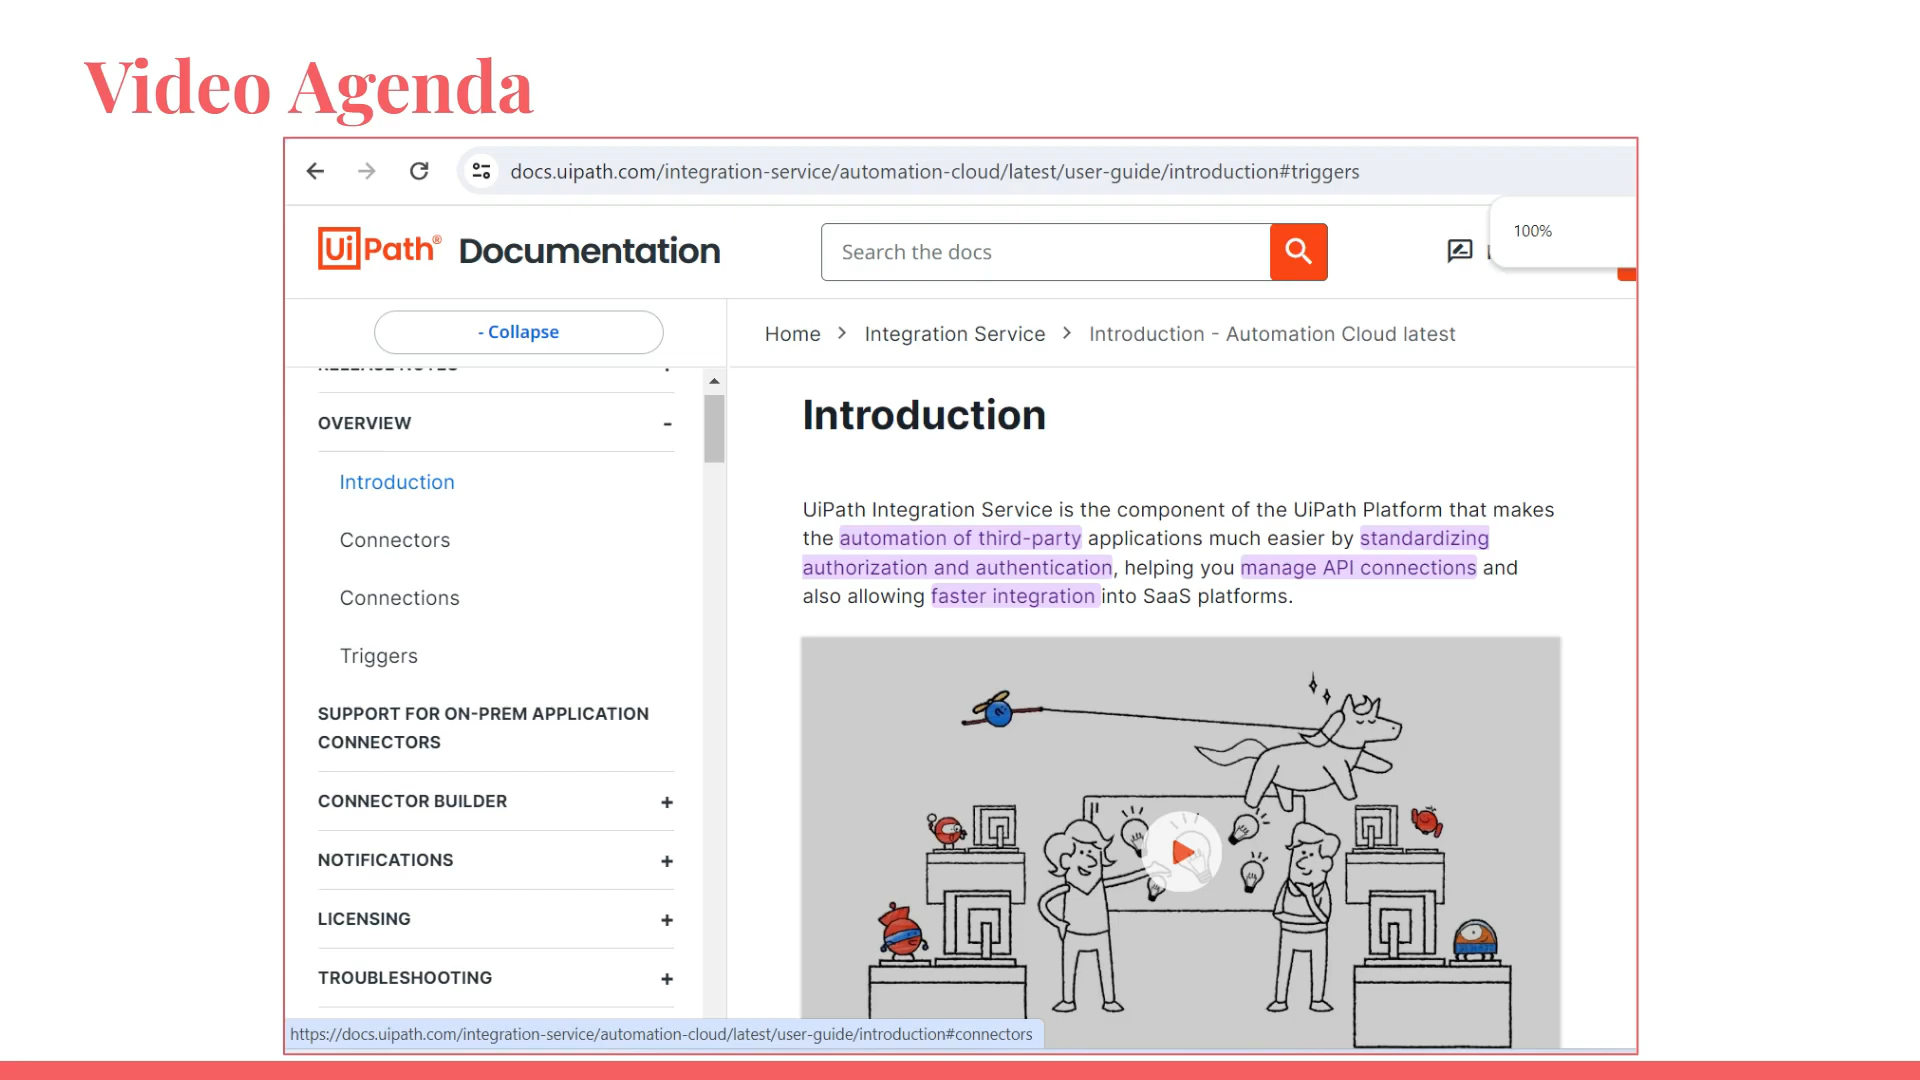 Video Agenda
docs.uipath.com/integration-service/automation-cloud/latest/user-guide/introduction#triggers
100%
UiPath® Documentation
Search the docs
- Collapse
Home > Integration Service > Introduction - Automation Cloud latest
RELEASE NOTES
OVERVIEW -
Introduction
Connectors
Connections
Triggers
SUPPORT FOR ON-PREM APPLICATION
CONNECTORS
CONNECTOR BUILDER +
NOTIFICATIONS +
LICENSING +
TROUBLESHOOTING +
Introduction
UiPath Integration Service is the component of the UiPath Platform that makes
the automation of third-party applications much easier by standardizing
authorization and authentication, helping you manage API connections and
also allowing faster integration into SaaS platforms.
https://docs.uipath.com/integration-service/automation-cloud/latest/user-guide/introduction#connectors